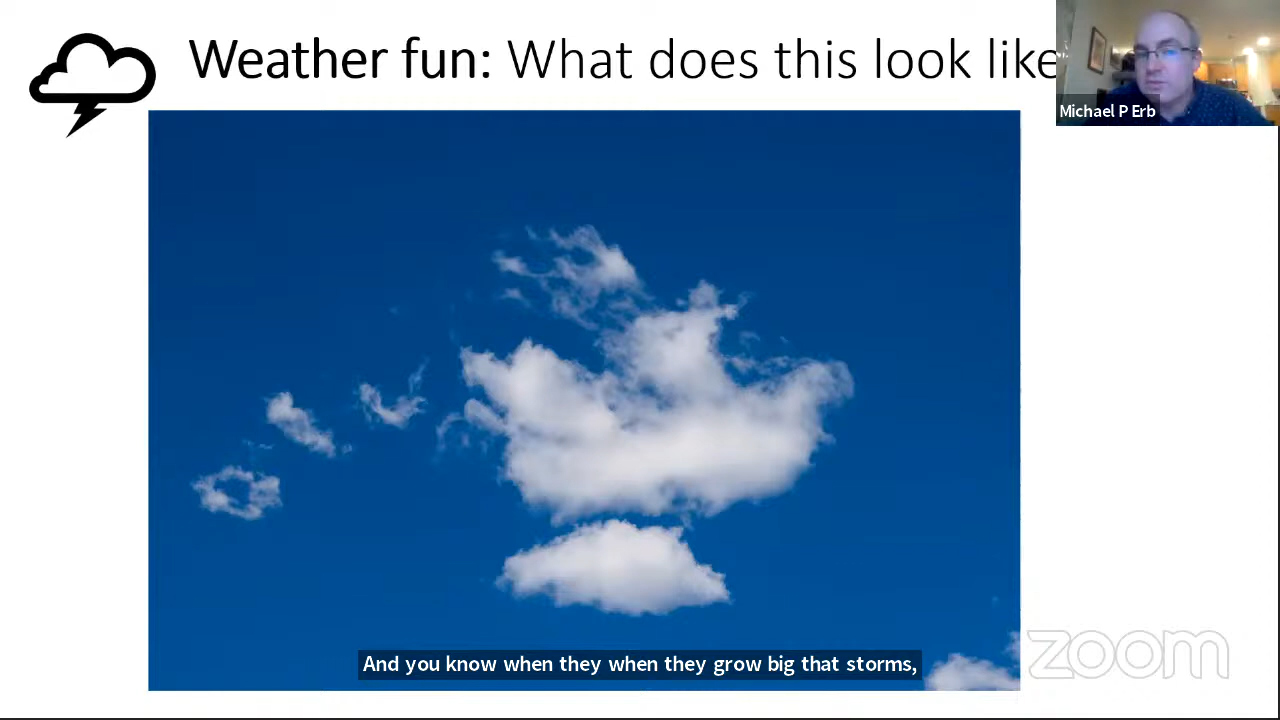 Weather fun: What does this look like
Michael P Erb
And you know when they when they grow big that storms,
zoom